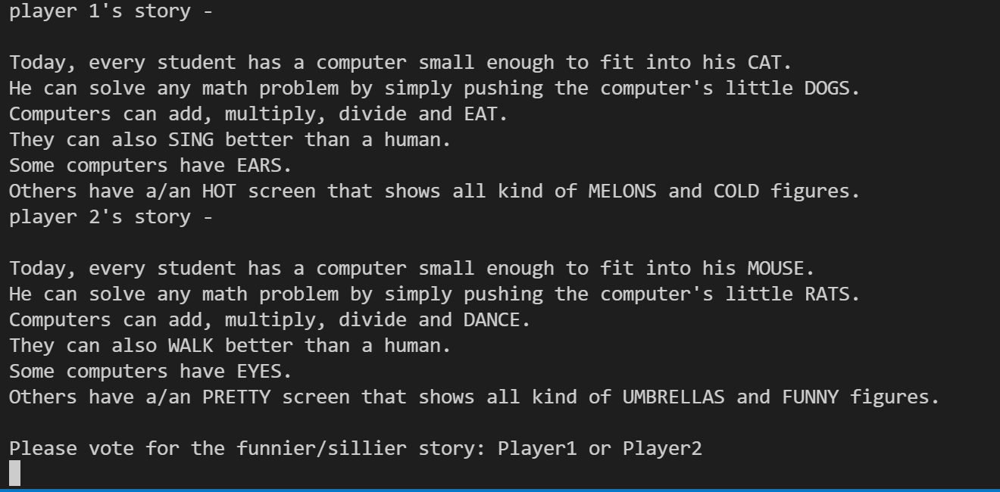 player 1's story -
Today, every student has a computer small enough to fit into his CAT.
He can solve any math problem by simply pushing the computer's little DOGS.
Computers can add, multiply, divide and EAT.
They can also SING better than a human.
Some computers have EARS.
Others have a/an HOT screen that shows all kind of MELONS and COLD figures.
player 2's story -
Today, every student has a computer small enough to fit into his MOUSE.
He can solve any math problem by simply pushing the computer's little RATS.
Computers can add, multiply, divide and DANCE.
They can also WALK better than a human.
Some computers have EYES.
Others have a/an PRETTY screen that shows all kind of UMBRELLAS and FUNNY figures.
Please vote for the funnier/sillier story: Player1 or Player2